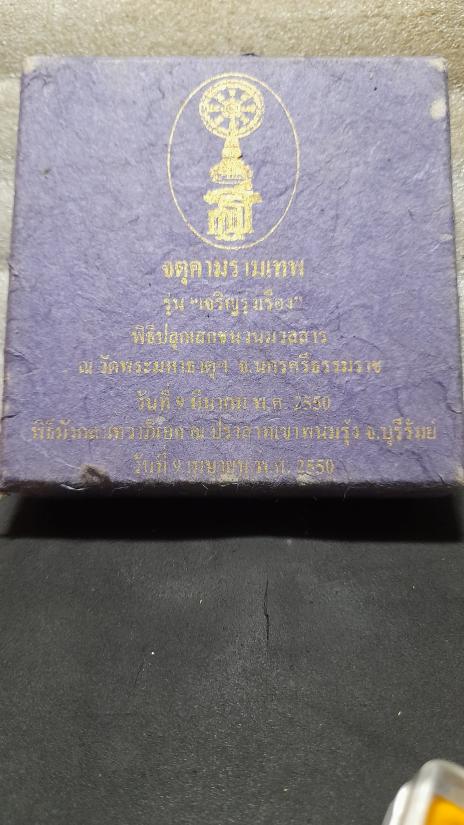 จตุคามรามเทพ
รุ่น "เจริญรุ่งเรือง"
พิธีปลุกเสกชนวนมวลสาร
ณ วัดพระมหาธาตุฯ จ.นครศรีธรรมราช
วันที่ 9 มีนาคม พ.ศ. 2550
พิธีมังคลาเทวาภิเษก ณ ปราสาทเขาพนมรุ้ง จ.บุรีรัมย์
วันที่ 9 เมษายน พ.ศ. 2550